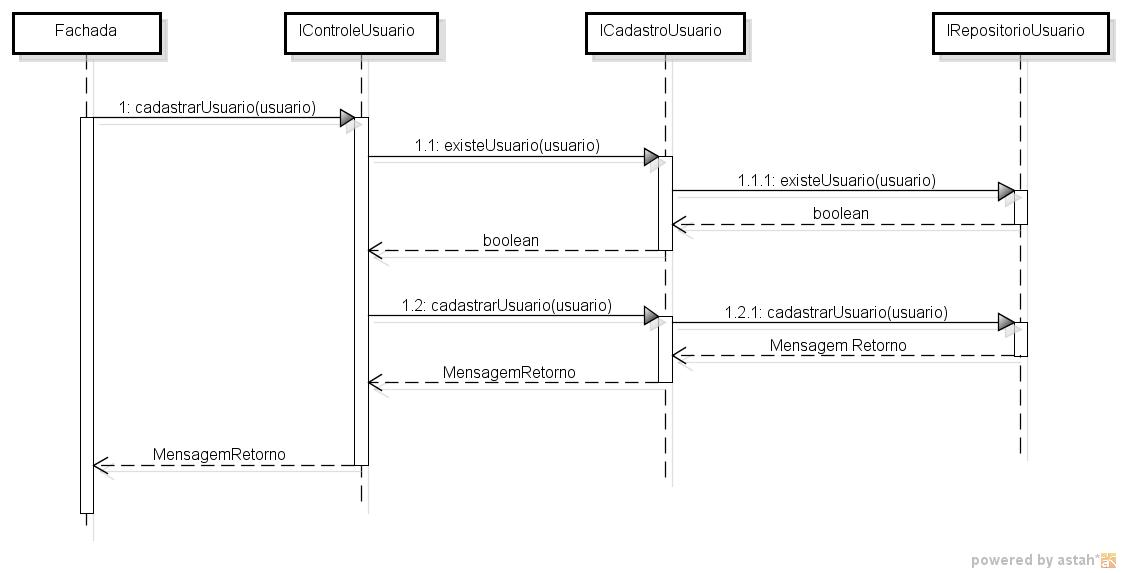 Fachada
IControleUsuario
ICadastroUsuario
IRepositorioUsuario
1: cadastrarUsuario(usuario)
1.1: existeUsuario(usuario)
1.1.1: existeUsuario(usuario)
boolean
boolean
1.2: cadastrarUsuario(usuario)
1.2.1: cadastrarUsuario(usuario)
Mensagem Retorno
MensagemRetorno
MensagemRetorno
powered by astah*